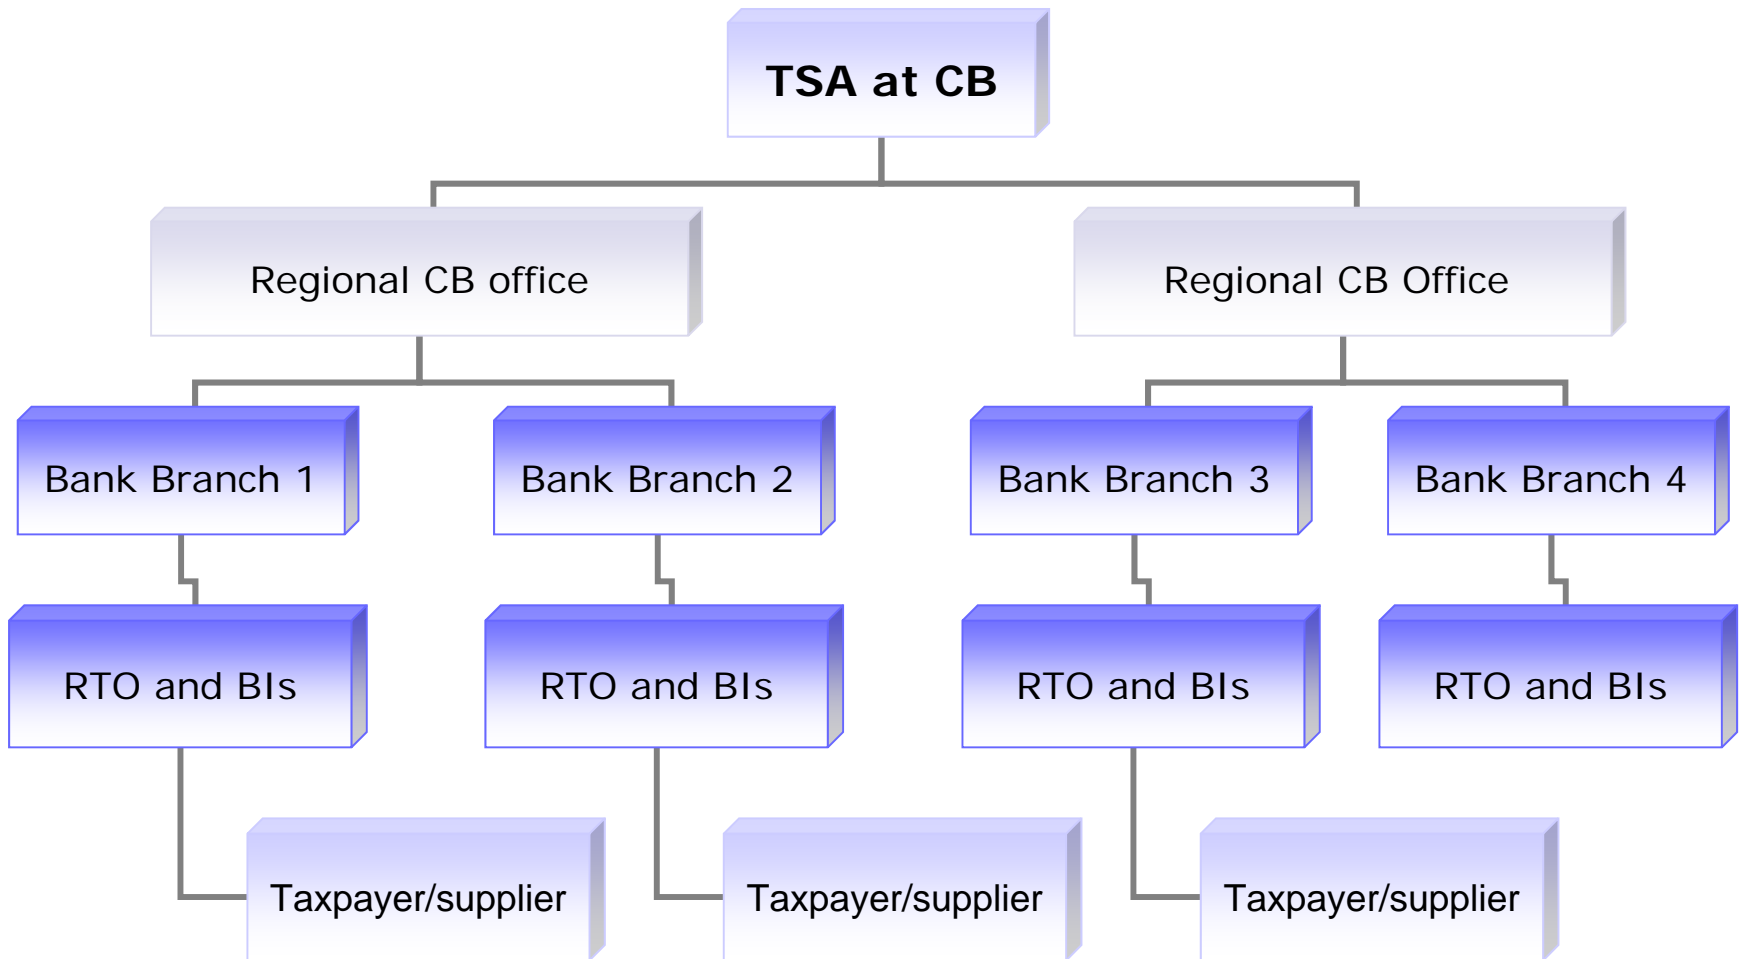 TSA at CB
Regional CB office
Regional CB Office
Bank Branch 1
Bank Branch 2
Bank Branch 3
Bank Branch 4
RTO and BIs
RTO and BIs
RTO and BIs
RTO and BIs
Taxpayer/supplier
Taxpayer/supplier
Taxpayer/supplier